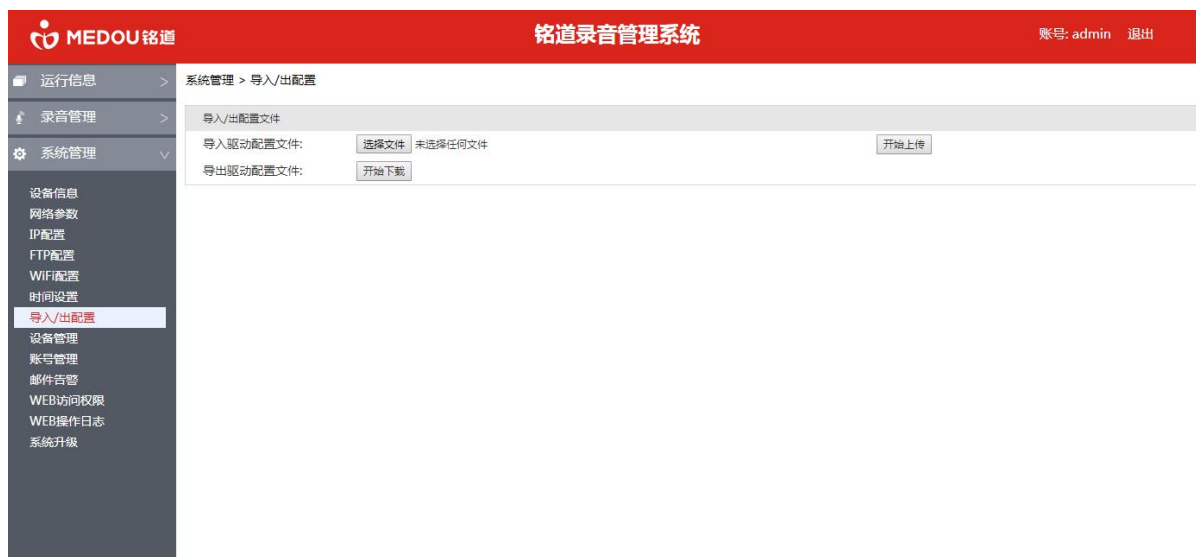 MEDOU铭道
铭道录音管理系统
账号: admin 退出
运行信息 >
系统管理 > 导入/出配置
录音管理 >
系统管理 ∨
导入/出配置文件
导入驱动配置文件: 选择文件 未选择任何文件 开始上传
导出驱动配置文件: 开始下载
设备信息
网络参数
IP配置
FTP配置
WiFi配置
时间设置
导入/出配置
设备管理
账号管理
邮件告警
WEB访问权限
WEB操作日志
系统升级